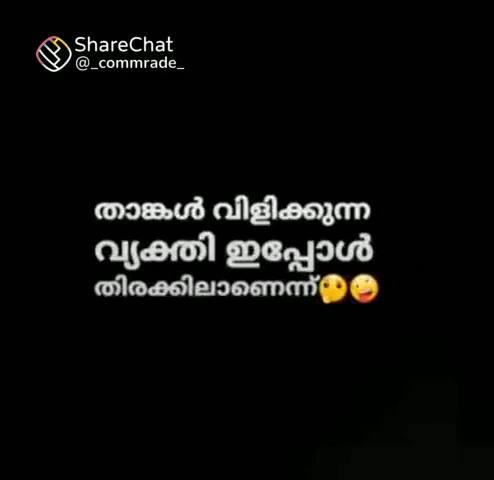 ShareChat
@_commrade_
താങ്കൾ വിളിക്കുന്ന
വ്യക്തി ഇപ്പോൾ
തിരക്കിലാണെന്ന്🤔🤪